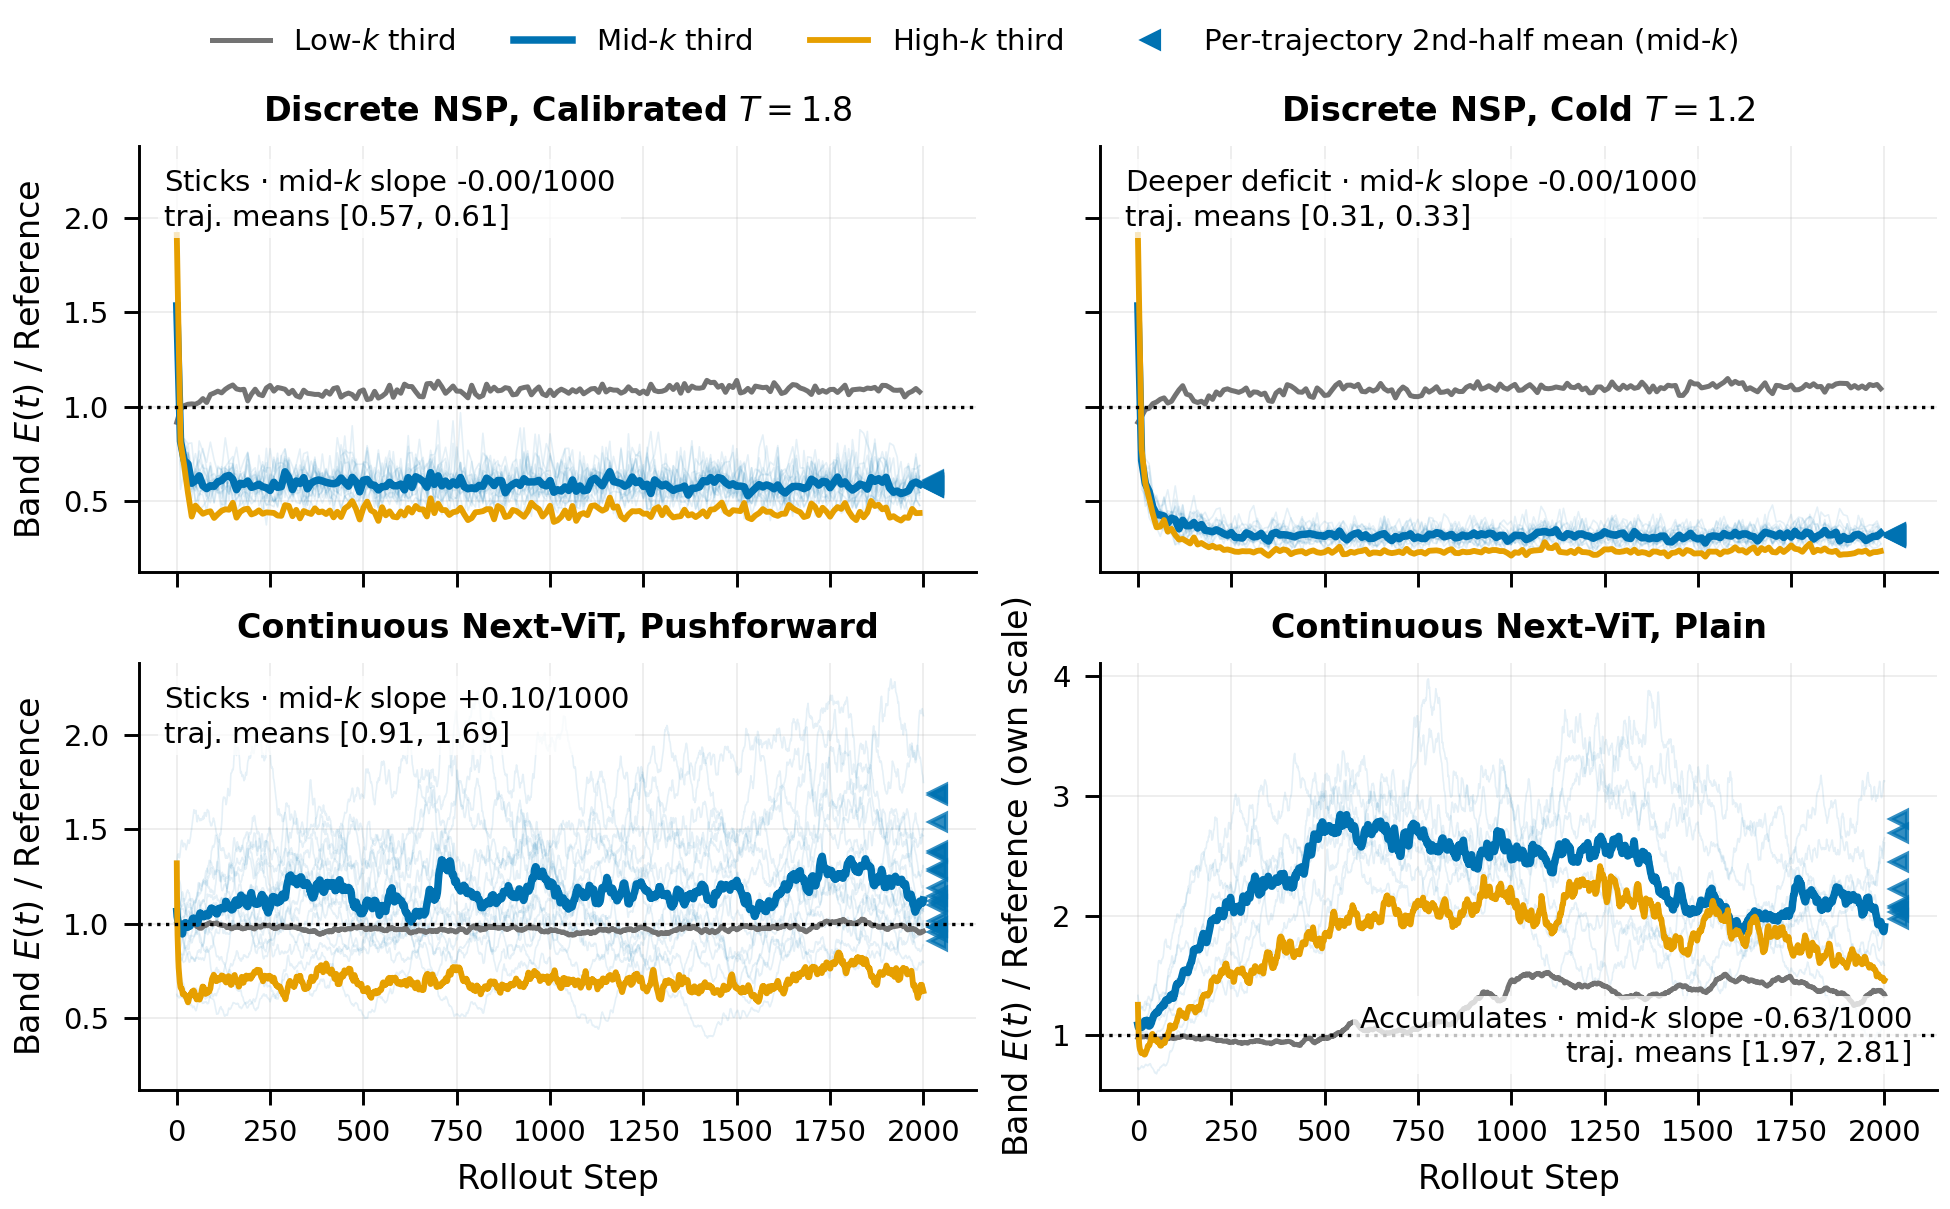 Low-k third Mid-k third High-k third Per-trajectory 2nd-half mean (mid-k)
Discrete NSP, Calibrated T = 1.8
Band E(t) / Reference
2.0
1.5
1.0
0.5
Sticks · mid-k slope -0.00/1000
traj. means [0.57, 0.61]
Discrete NSP, Cold T = 1.2
Deeper deficit · mid-k slope -0.00/1000
traj. means [0.31, 0.33]
Continuous Next-ViT, Pushforward
Band E(t) / Reference
2.0
1.5
1.0
0.5
Sticks · mid-k slope +0.10/1000
traj. means [0.91, 1.69]
0 250 500 750 1000 1250 1500 1750 2000
Rollout Step
Continuous Next-ViT, Plain
Band E(t) / Reference (own scale)
4
3
2
1
Accumulates · mid-k slope -0.63/1000
traj. means [1.97, 2.81]
0 250 500 750 1000 1250 1500 1750 2000
Rollout Step